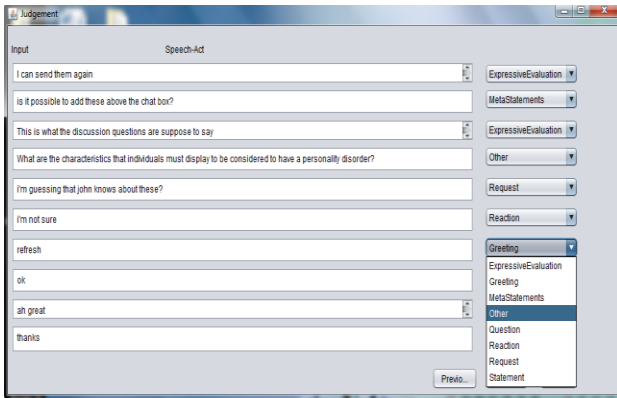 Judgement
Input Speech-Act
I can send them again ExpressiveEvaluation
is it possible to add these above the chat box? MetaStatements
This is what the discussion questions are suppose to say ExpressiveEvaluation
What are the characteristics that individuals must display to be considered to have a personality disorder? Other
i'm guessing that john knows about these? Request
i'm not sure Reaction
refresh Greeting
ExpressiveEvaluation
ok Greeting
MetaStatements
ah great Other
Question
thanks Reaction
Request
Previo... Statement